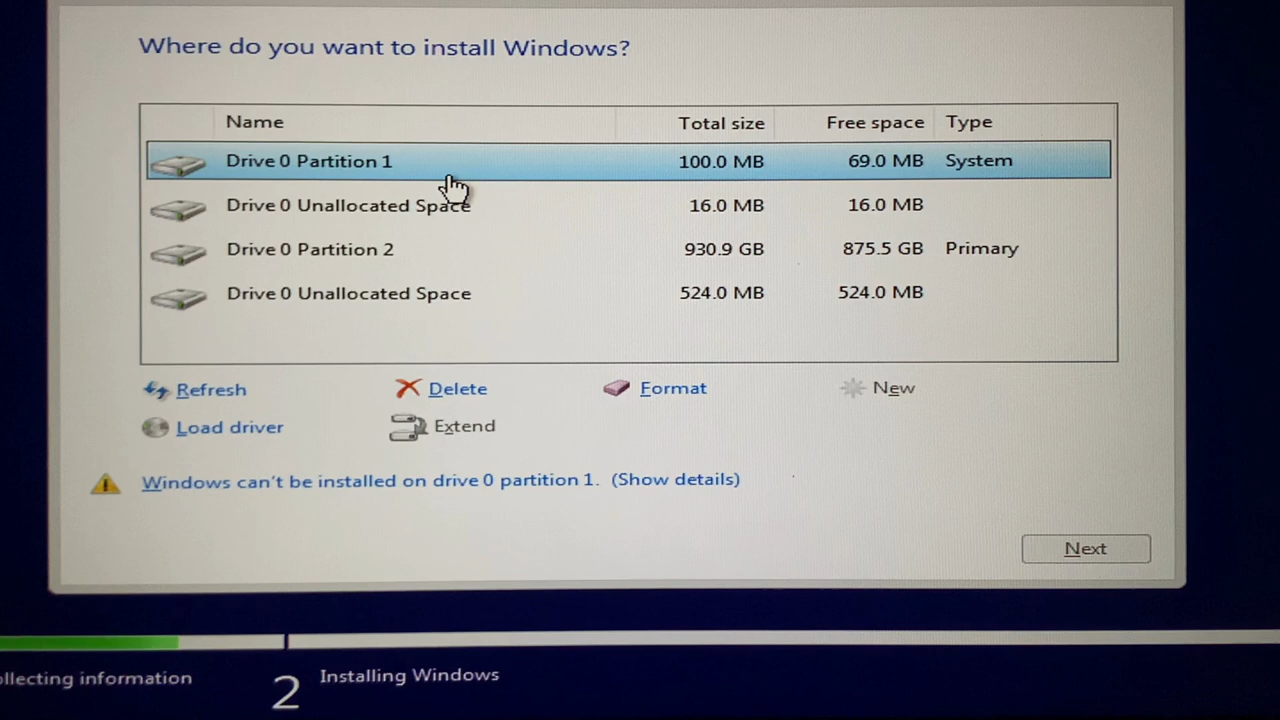 Where do you want to install Windows?
Name Total size Free space Type
Drive 0 Partition 1 100.0 MB 69.0 MB System
Drive 0 Unallocated Space 16.0 MB 16.0 MB
Drive 0 Partition 2 930.9 GB 875.5 GB Primary
Drive 0 Unallocated Space 524.0 MB 524.0 MB
Refresh Delete Format New
Load driver Extend
Windows can't be installed on drive 0 partition 1. (Show details)
Next
ollecting information 2 Installing Windows